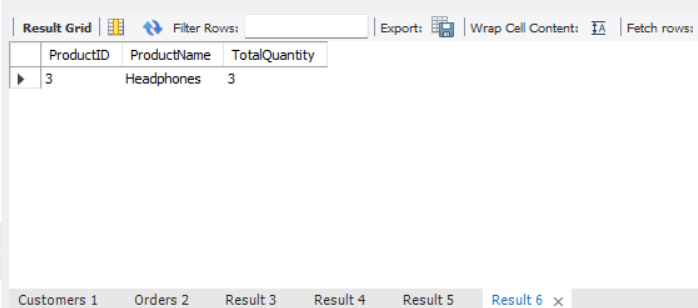 Result Grid Filter Rows: Export: Wrap Cell Content: IA Fetch rows:
ProductID ProductName TotalQuantity
3 Headphones 3
Customers 1 Orders 2 Result 3 Result 4 Result 5 Result 6 ×